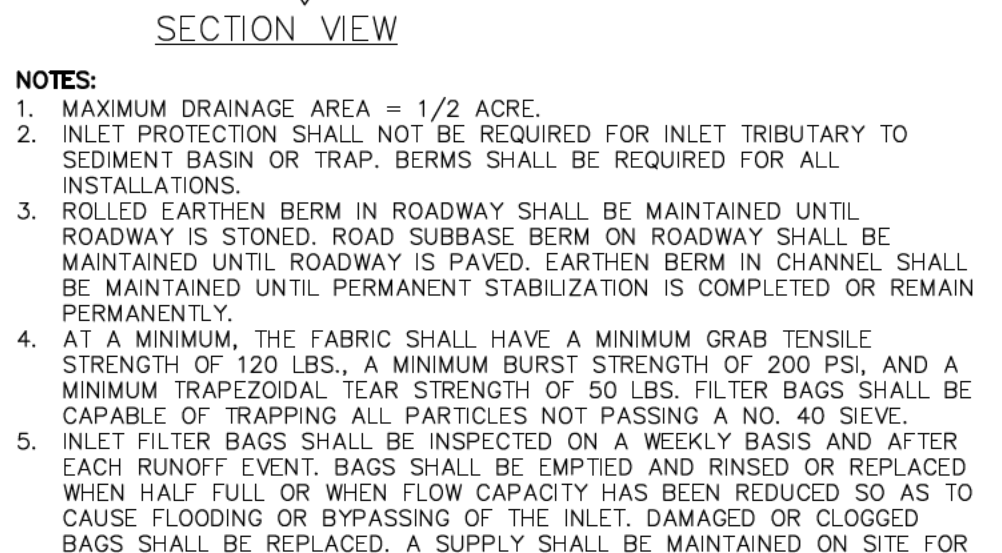 SECTION VIEW
NOTES:
1. MAXIMUM DRAINAGE AREA = 1/2 ACRE.
2. INLET PROTECTION SHALL NOT BE REQUIRED FOR INLET TRIBUTARY TO
SEDIMENT BASIN OR TRAP. BERMS SHALL BE REQUIRED FOR ALL
INSTALLATIONS.
3. ROLLED EARTHEN BERM IN ROADWAY SHALL BE MAINTAINED UNTIL
ROADWAY IS STONED. ROAD SUBBASE BERM ON ROADWAY SHALL BE
MAINTAINED UNTIL ROADWAY IS PAVED. EARTHEN BERM IN CHANNEL SHALL
BE MAINTAINED UNTIL PERMANENT STABILIZATION IS COMPLETED OR REMAIN
PERMANENTLY.
4. AT A MINIMUM, THE FABRIC SHALL HAVE A MINIMUM GRAB TENSILE
STRENGTH OF 120 LBS., A MINIMUM BURST STRENGTH OF 200 PSI, AND A
MINIMUM TRAPEZOIDAL TEAR STRENGTH OF 50 LBS. FILTER BAGS SHALL BE
CAPABLE OF TRAPPING ALL PARTICLES NOT PASSING A NO. 40 SIEVE.
5. INLET FILTER BAGS SHALL BE INSPECTED ON A WEEKLY BASIS AND AFTER
EACH RUNOFF EVENT. BAGS SHALL BE EMPTIED AND RINSED OR REPLACED
WHEN HALF FULL OR WHEN FLOW CAPACITY HAS BEEN REDUCED SO AS TO
CAUSE FLOODING OR BYPASSING OF THE INLET. DAMAGED OR CLOGGED
BAGS SHALL BE REPLACED. A SUPPLY SHALL BE MAINTAINED ON SITE FOR